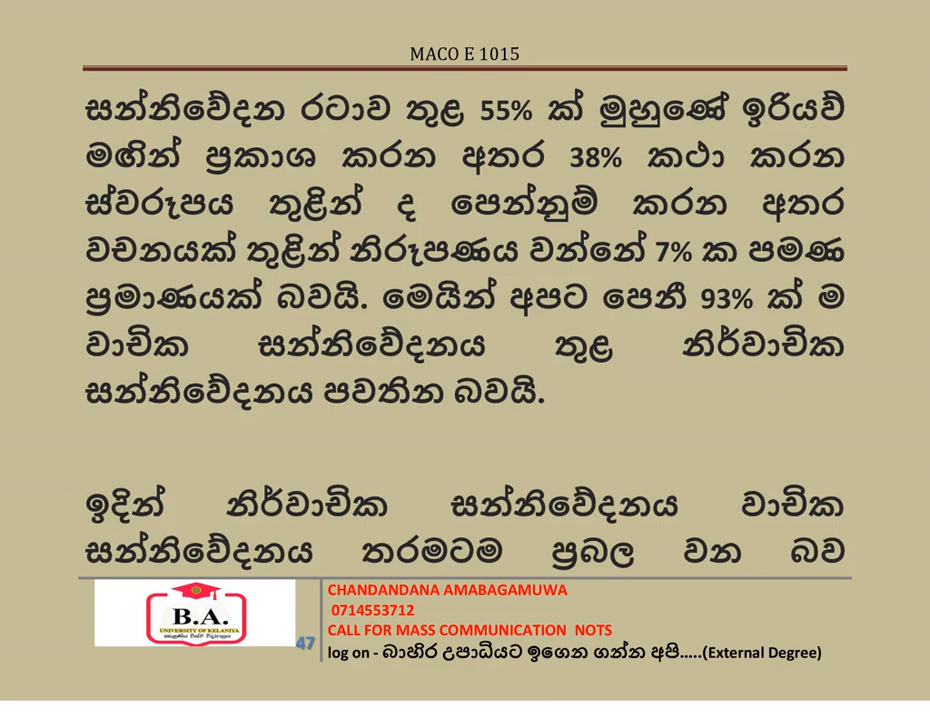 MACO E 1015
සන්නිවේදන රටාව තුළ 55% ක් මුහුණේ ඉරියව්
මඟින් ප්‍රකාශ කරන අතර 38% කථා කරන
ස්වරූපය තුළින් ද පෙන්නුම් කරන අතර
වචනයක් තුළින් නිරූපණය වන්නේ 7% ක පමණ
ප්‍රමාණයක් බවයි. මෙයින් අපට පෙනී 93% ක් ම
වාචික සන්නිවේදනය තුළ නිර්වාචික
සන්නිවේදනය පවතින බවයි.
ඉදින් නිර්වාචික සන්නිවේදනය වාචික
සන්නිවේදනය තරමටම ප්‍රබල වන බව
B.A.
UNIVERSITY OF KELANIYA
47
CHANDANDANA AMABAGAMUWA
0714553712
CALL FOR MASS COMMUNICATION NOTS
log on - බාහිර උපාධියට ඉගෙන ගන්න අපි.....(External Degree)